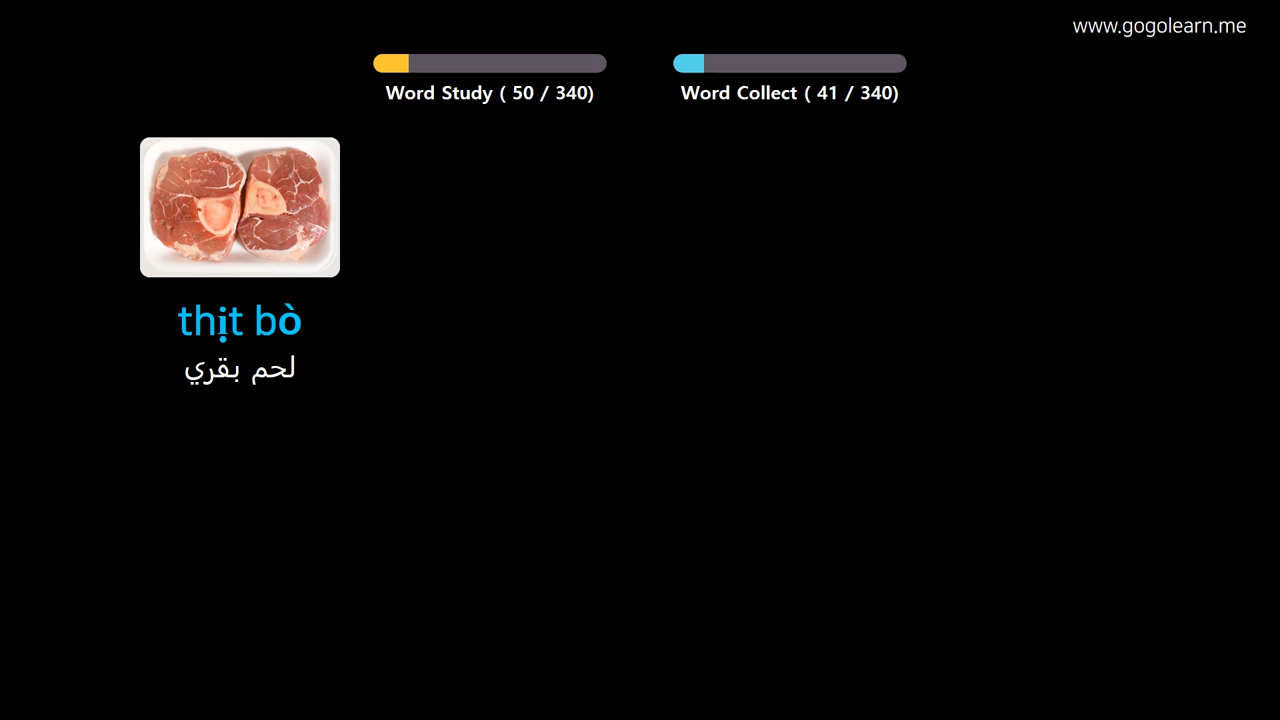 www.gogolearn.me
Word Study ( 50 / 340)
Word Collect ( 41 / 340)
thịt bò
لحم بقري